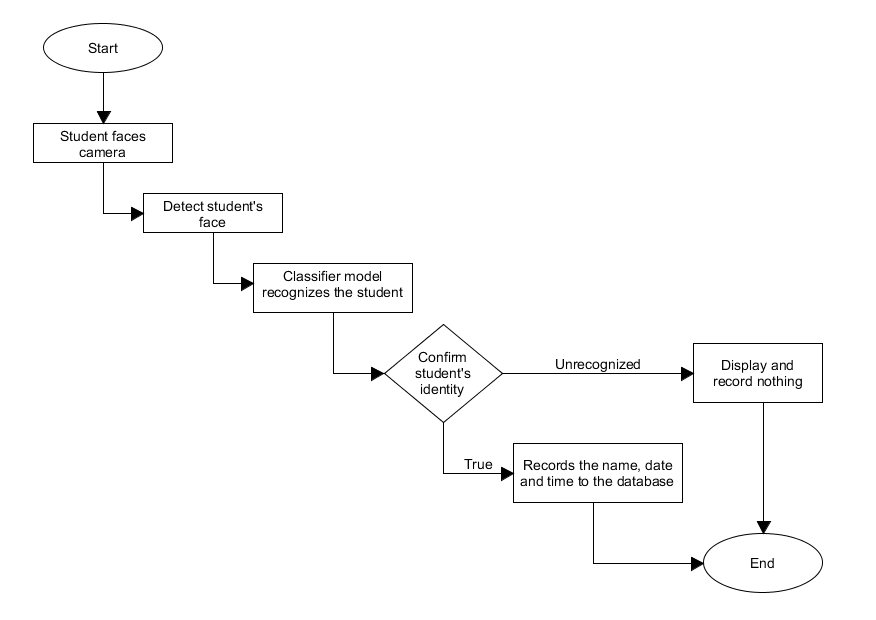 Start
Student faces
camera
Detect student's
face
Classifier model
recognizes the student
Confirm
student's
identity
Unrecognized
Display and
record nothing
True
Records the name, date
and time to the database
End